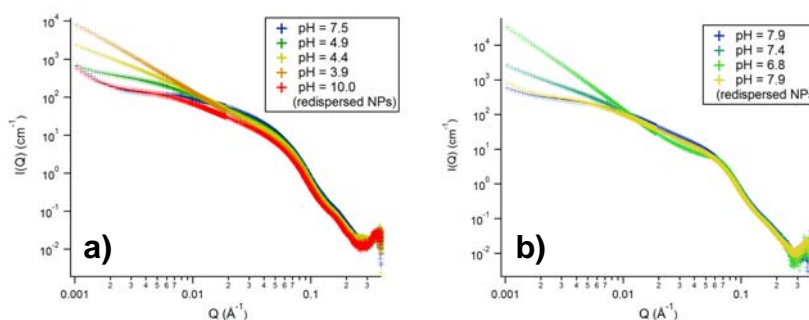 10⁴
10³
10²
10¹
10⁰
10⁻¹
10⁻²
I(Q) (cm⁻¹)
pH = 7.5
pH = 4.9
pH = 4.4
pH = 3.9
pH = 10.0
(redispersed NPs)
a)
0.001 2 3 4 5 6 7 0.01 2 3 4 5 6 7 0.1 2 3
Q (Å⁻¹)
10⁴
10³
10²
10¹
10⁰
10⁻¹
10⁻²
I(Q) (cm⁻¹)
pH = 7.9
pH = 7.4
pH = 6.8
pH = 7.9
(redispersed NPs)
b)
0.001 2 3 4 5 6 7 0.01 2 3 4 5 6 7 0.1 2 3
Q (Å⁻¹)